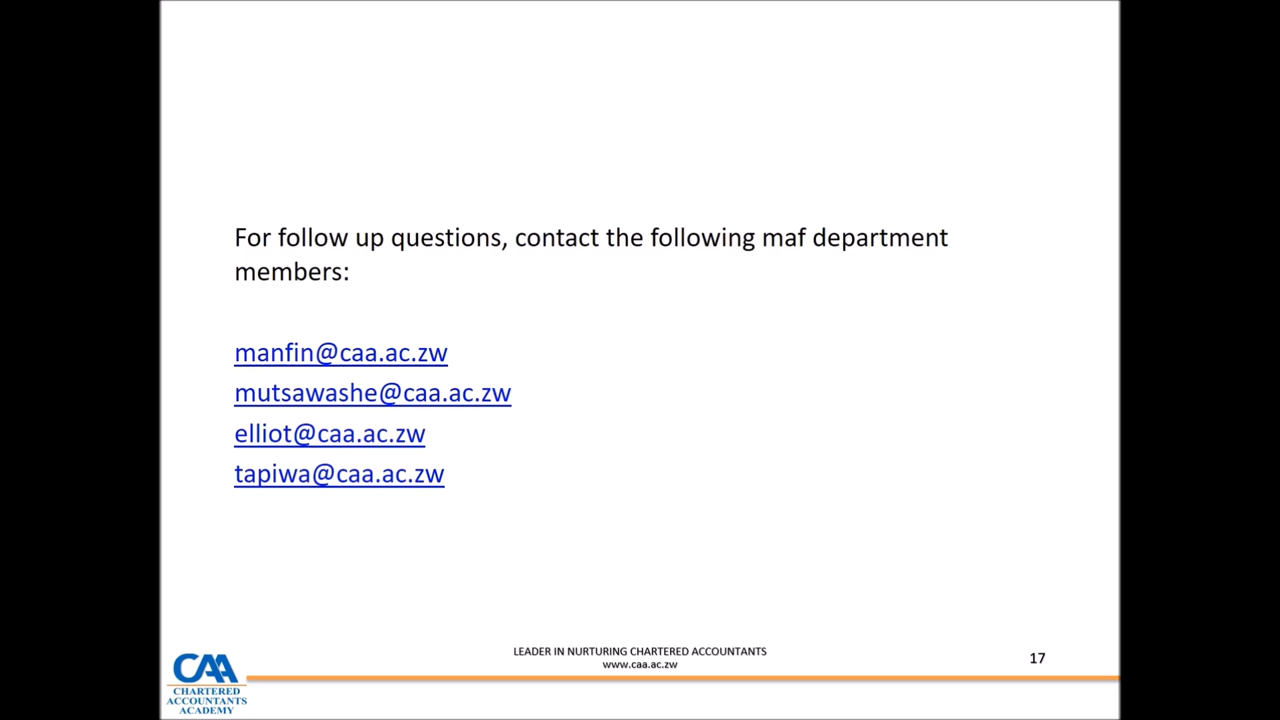 For follow up questions, contact the following maf department
members:
manfin@caa.ac.zw
mutsawashe@caa.ac.zw
elliot@caa.ac.zw
tapiwa@caa.ac.zw
LEADER IN NURTURING CHARTERED ACCOUNTANTS
www.caa.ac.zw
17
CAA
CHARTERED
ACCOUNTANTS
ACADEMY